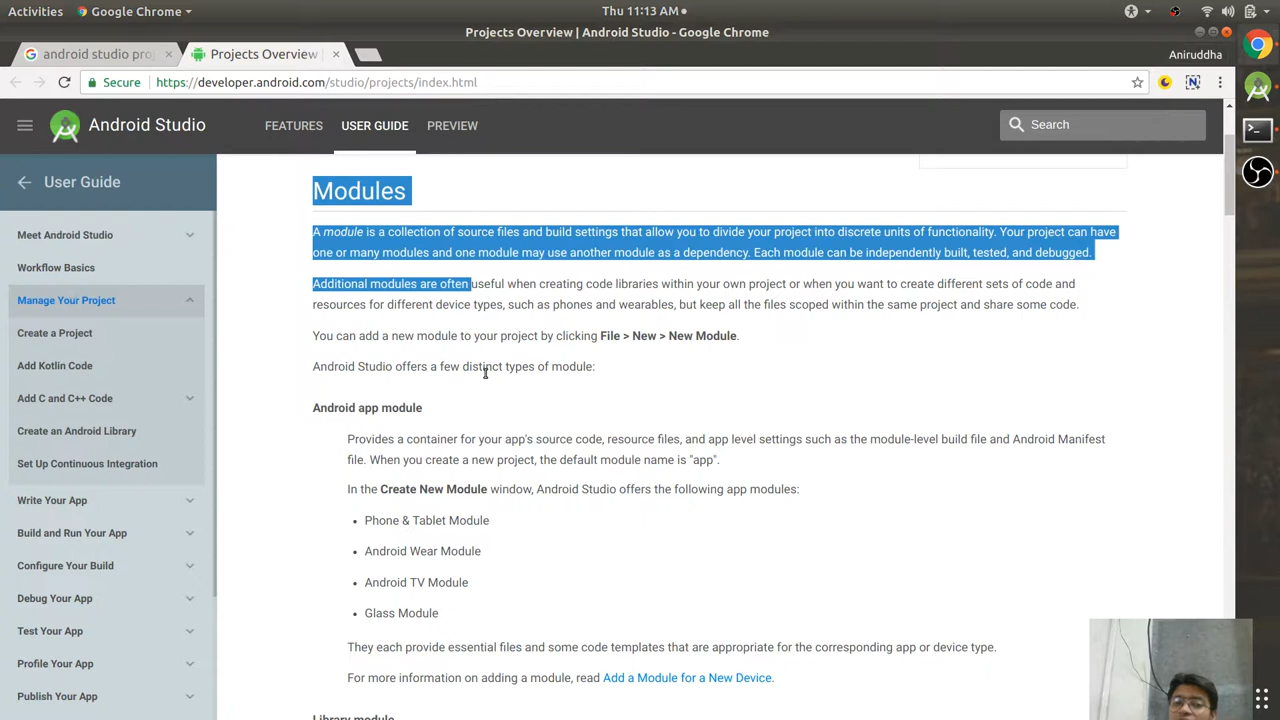 Activities Google Chrome Thu 11:13 AM
Projects Overview | Android Studio - Google Chrome
android studio proj Projects Overview | Aniruddha
Secure https://developer.android.com/studio/projects/index.html
Android Studio FEATURES USER GUIDE PREVIEW Search
User Guide
Meet Android Studio
Workflow Basics
Manage Your Project
Create a Project
Add Kotlin Code
Add C and C++ Code
Create an Android Library
Set Up Continuous Integration
Write Your App
Build and Run Your App
Configure Your Build
Debug Your App
Test Your App
Profile Your App
Publish Your App
Modules
A module is a collection of source files and build settings that allow you to divide your project into discrete units of functionality. Your project can have
one or many modules and one module may use another module as a dependency. Each module can be independently built, tested, and debugged.
Additional modules are often useful when creating code libraries within your own project or when you want to create different sets of code and
resources for different device types, such as phones and wearables, but keep all the files scoped within the same project and share some code.
You can add a new module to your project by clicking File > New > New Module.
Android Studio offers a few distinct types of module:
Android app module
Provides a container for your app's source code, resource files, and app level settings such as the module-level build file and Android Manifest
file. When you create a new project, the default module name is "app".
In the Create New Module window, Android Studio offers the following app modules:
• Phone & Tablet Module
• Android Wear Module
• Android TV Module
• Glass Module
They each provide essential files and some code templates that are appropriate for the corresponding app or device type.
For more information on adding a module, read Add a Module for a New Device.
Library module